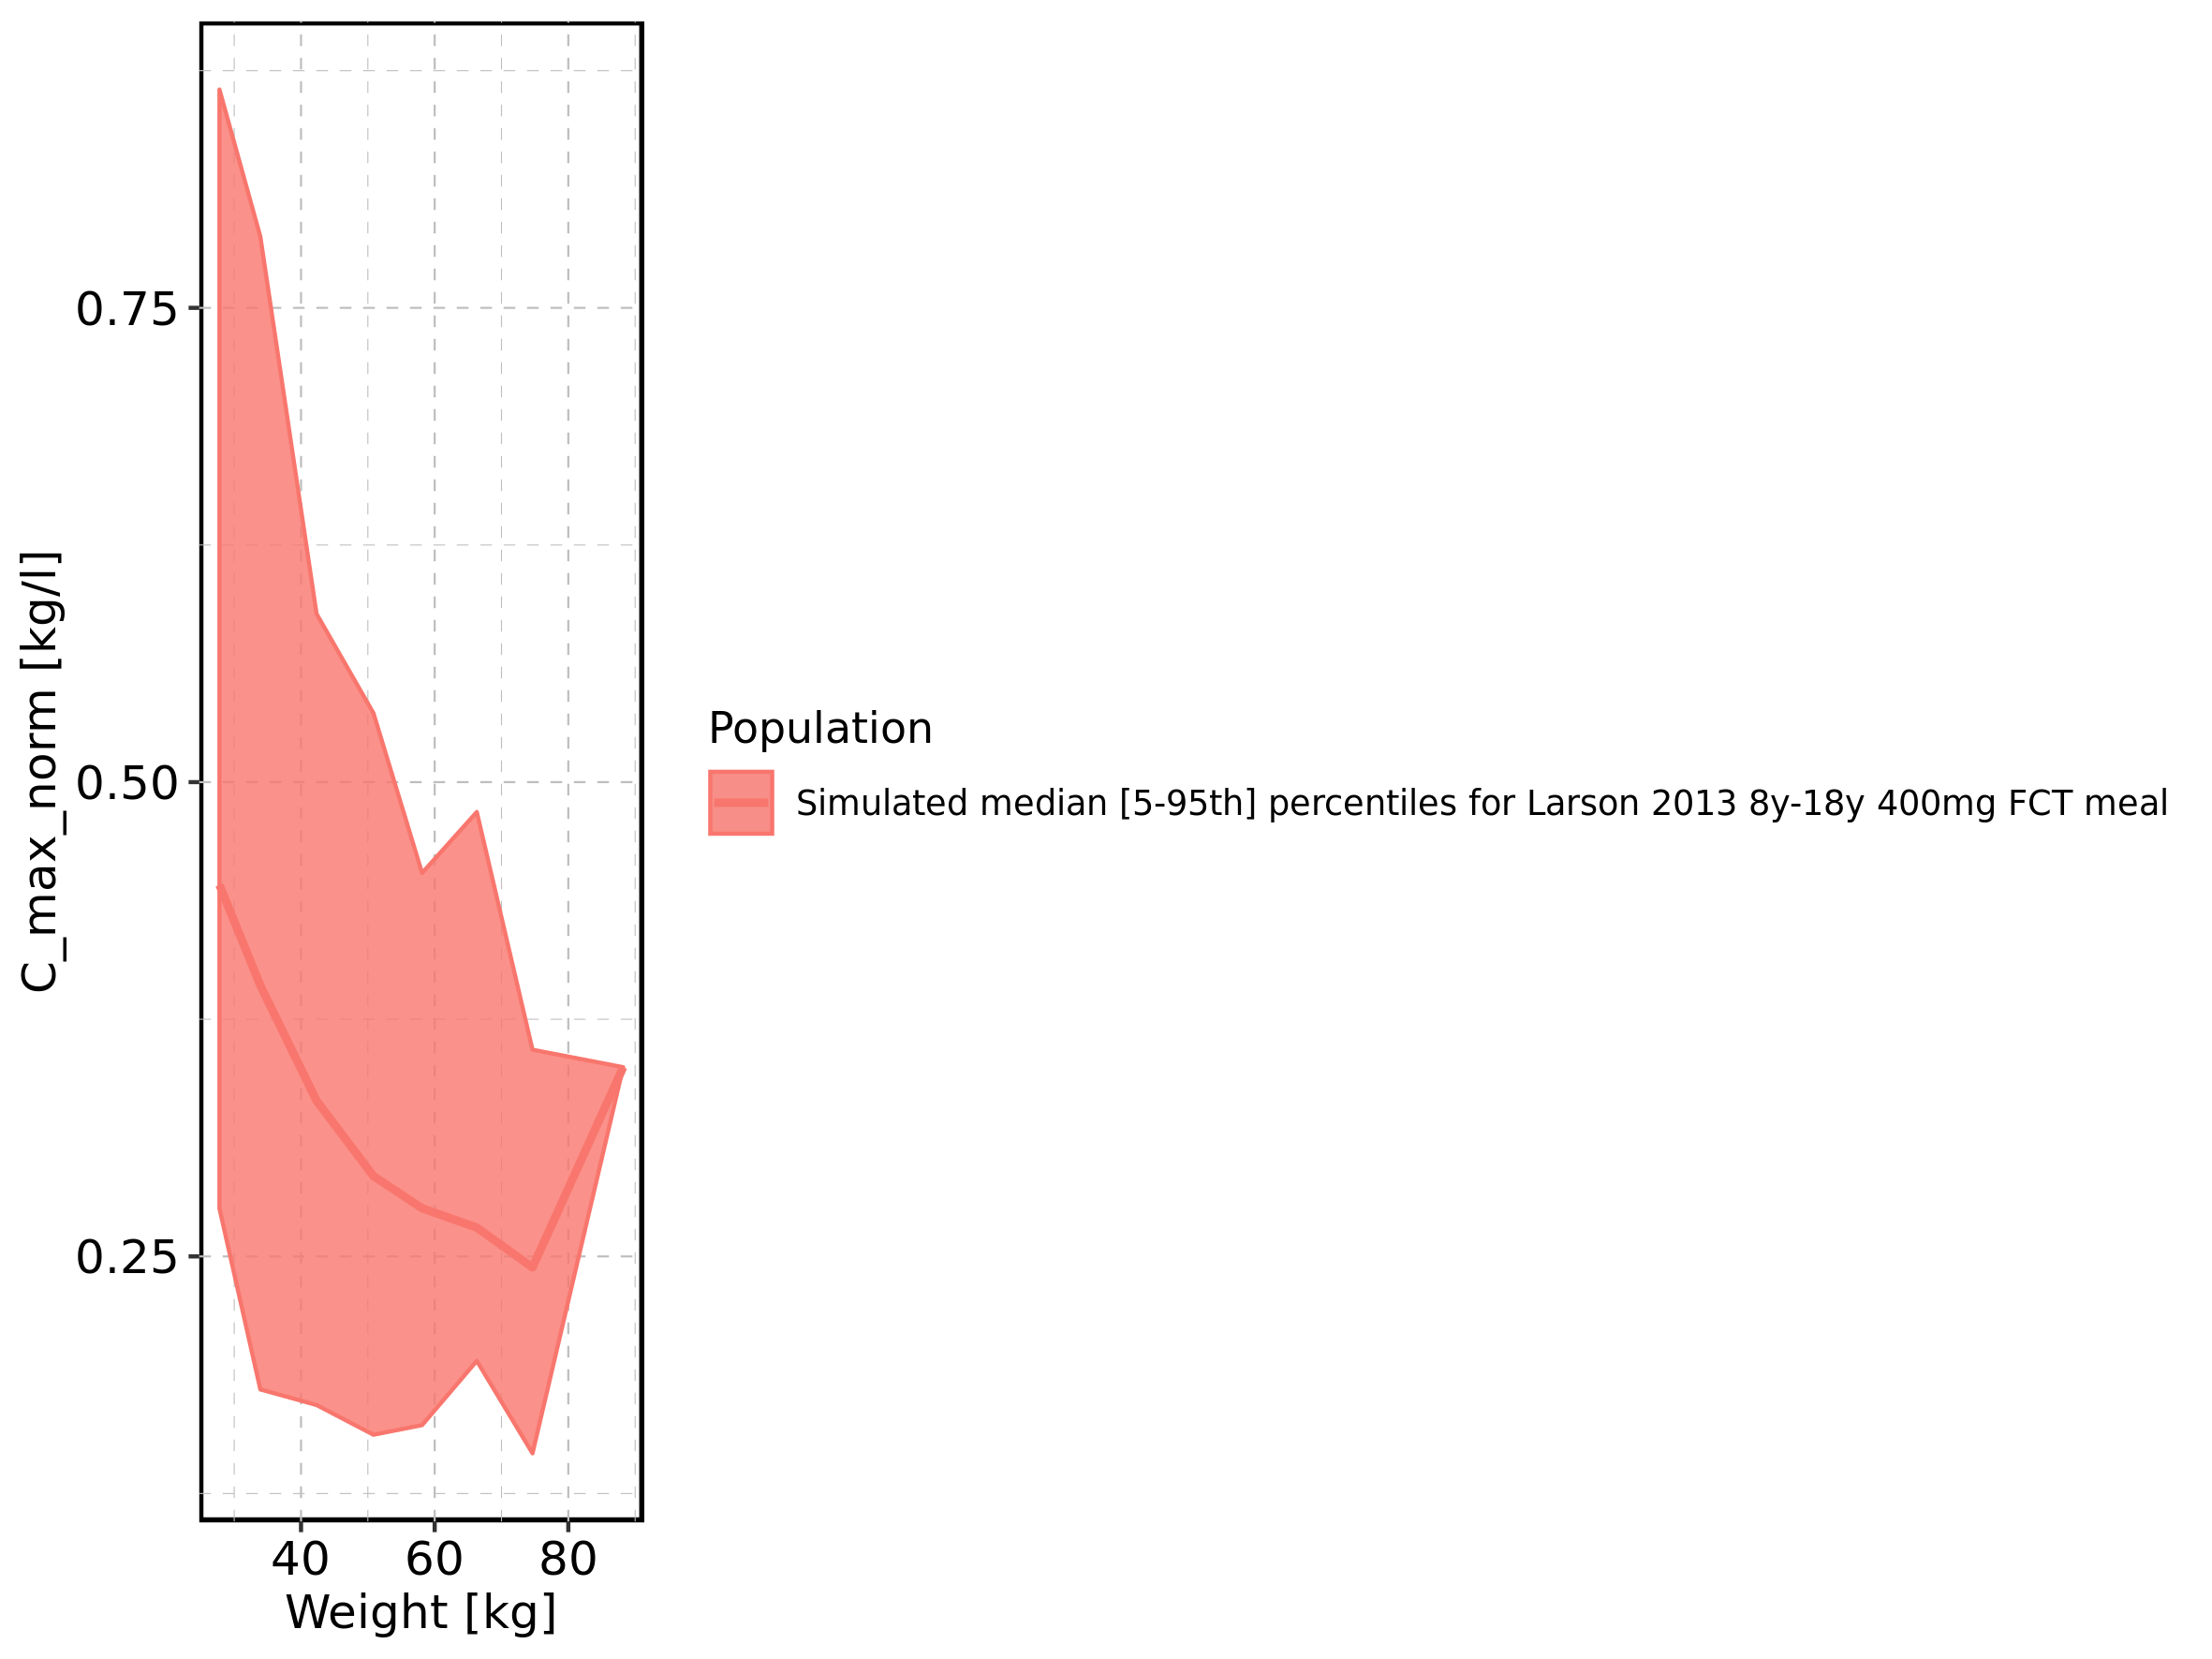 C_max_norm [kg/l]
0.75
0.50
0.25
40 60 80
Weight [kg]
Population
Simulated median [5-95th] percentiles for Larson 2013 8y-18y 400mg FCT meal